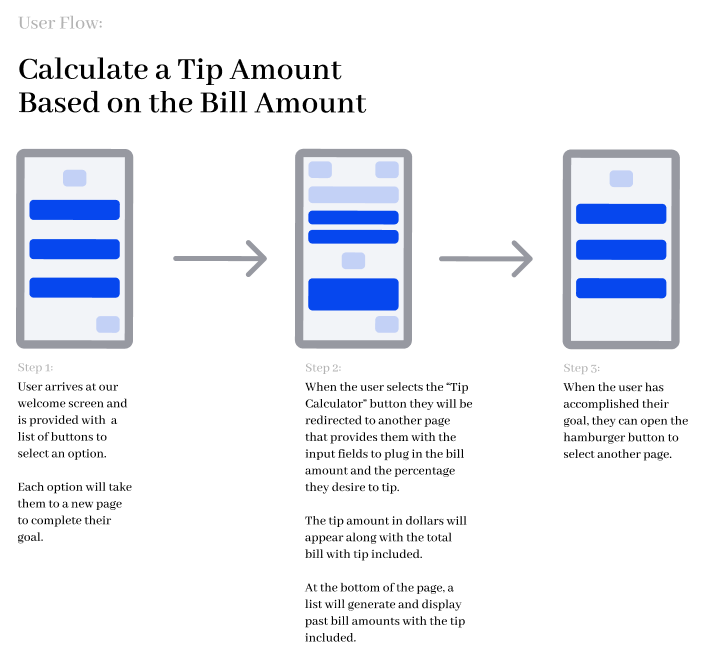 User Flow:
Calculate a Tip Amount
Based on the Bill Amount
Step 1:
User arrives at our
welcome screen and
is provided with  a
list of buttons to
select an option.
Each option will take
them to a new page
to complete their
goal.
Step 2:
When the user selects the “Tip
Calculator” button they will be
redirected to another page
that provides them with the
input fields to plug in the bill
amount and the percentage
they desire to tip.
The tip amount in dollars will
appear along with the total
bill with tip included.
At the bottom of the page, a
list will generate and display
past bill amounts with the tip
included.
Step 3:
When the user has
accomplished their
goal, they can open the
hamburger button to
select another page.